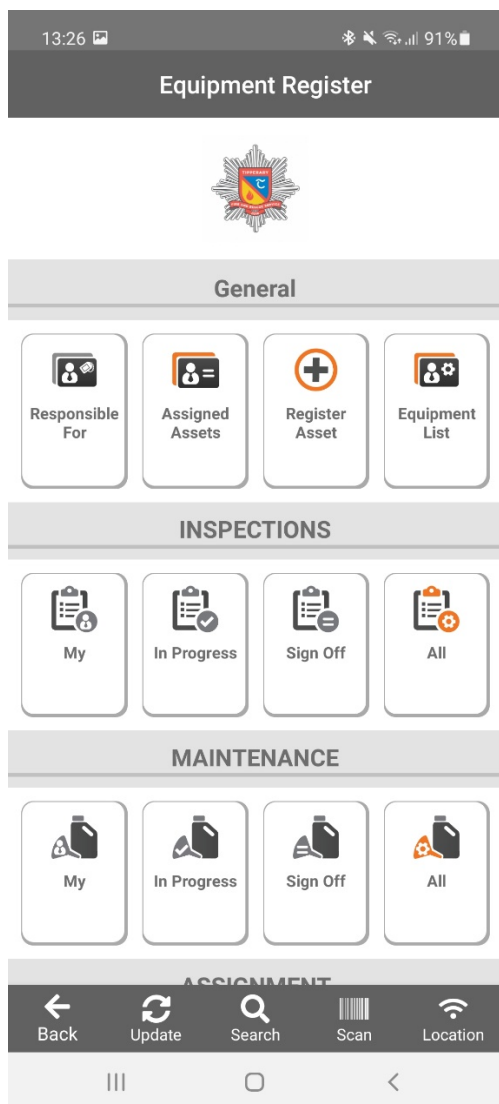 13:26 91%
Equipment Register
General
Responsible For
Assigned Assets
Register Asset
Equipment List
INSPECTIONS
My
In Progress
Sign Off
All
MAINTENANCE
My
In Progress
Sign Off
All
ASSIGNMENT
Back
Update
Search
Scan
Location